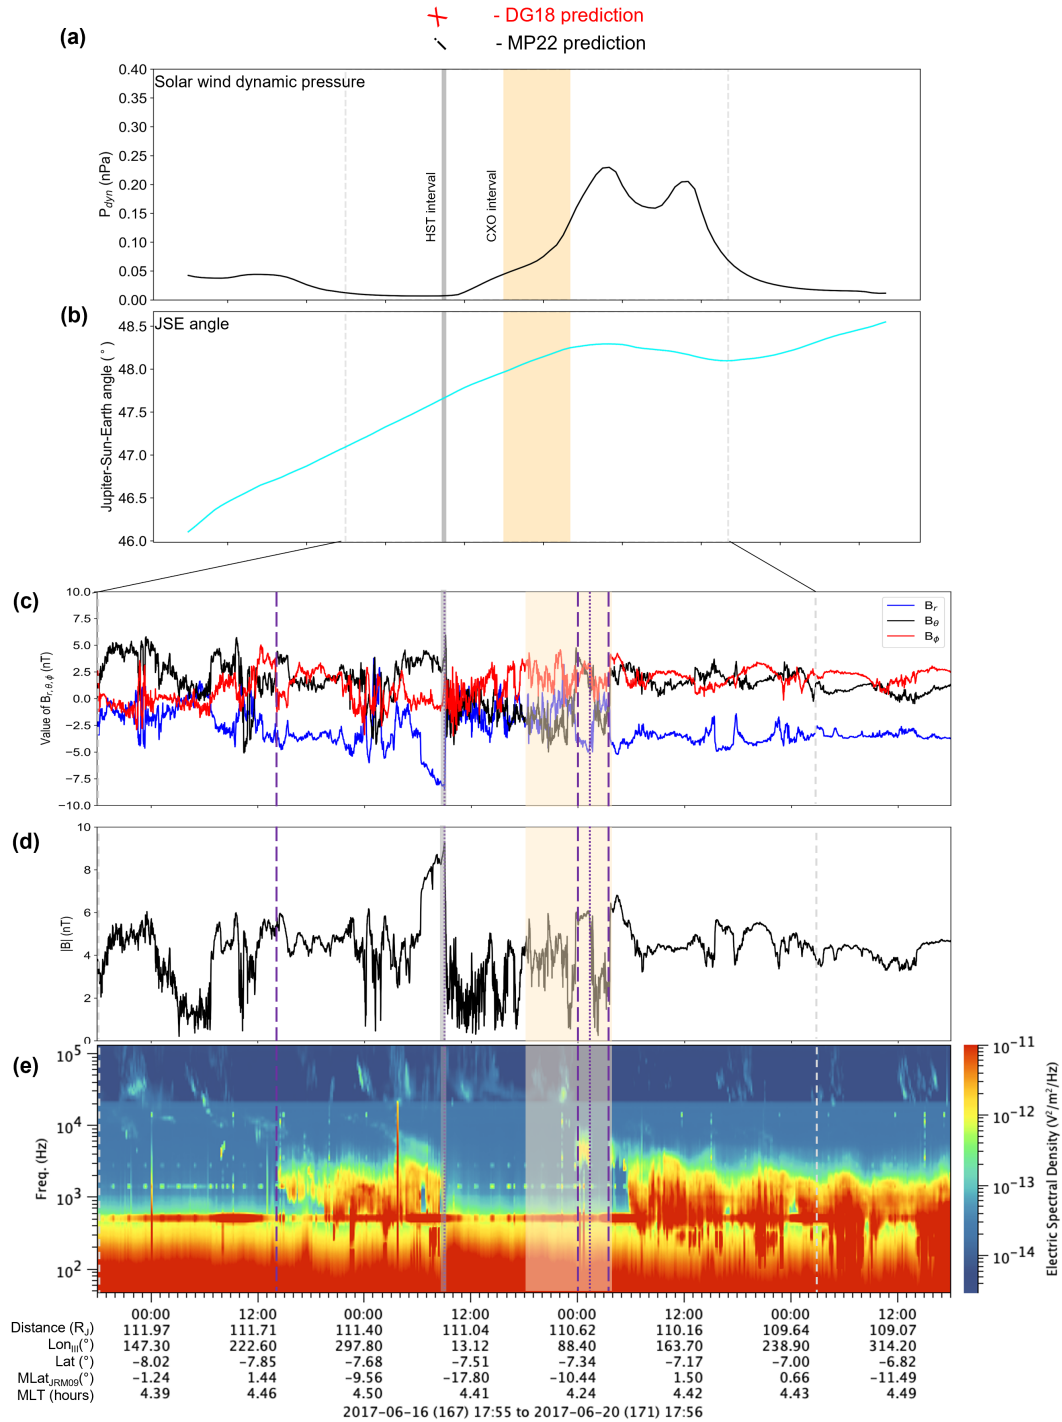 - DG18 prediction
- MP22 prediction
(a)
Solar wind dynamic pressure
0.40
0.35
0.30
0.25
0.20
0.15
0.10
0.05
0.00
Pdyn (nPa)
HST interval
CXO interval
(b)
JSE angle
48.5
48.0
47.5
47.0
46.5
46.0
Jupiter-Sun-Earth angle (°)
(c)
10.0
7.5
5.0
2.5
0.0
−2.5
−5.0
−7.5
−10.0
Value of Br, θ, ϕ (nT)
Br
Bθ
Bϕ
(d)
10
8
6
4
2
0
|B| (nT)
(e)
10^5
10^4
10^3
10^2
Freq. (Hz)
10^−11
10^−12
10^−13
10^−14
Electric Spectral Density (V^2/m^2/Hz)
00:00 12:00 00:00 12:00 00:00 12:00 00:00 12:00
Distance (RJ) 111.97 111.71 111.40 111.04 110.62 110.16 109.64 109.07
LonIII(°) 147.30 222.60 297.80 13.12 88.40 163.70 238.90 314.20
Lat (°) -8.02 -7.85 -7.68 -7.51 -7.34 -7.17 -7.00 -6.82
MLatJRM09(°) -1.24 1.44 -9.56 -17.80 -10.44 1.50 0.66 -11.49
MLT (hours) 4.39 4.46 4.50 4.41 4.24 4.42 4.43 4.49
2017-06-16 (167) 17:55 to 2017-06-20 (171) 17:56